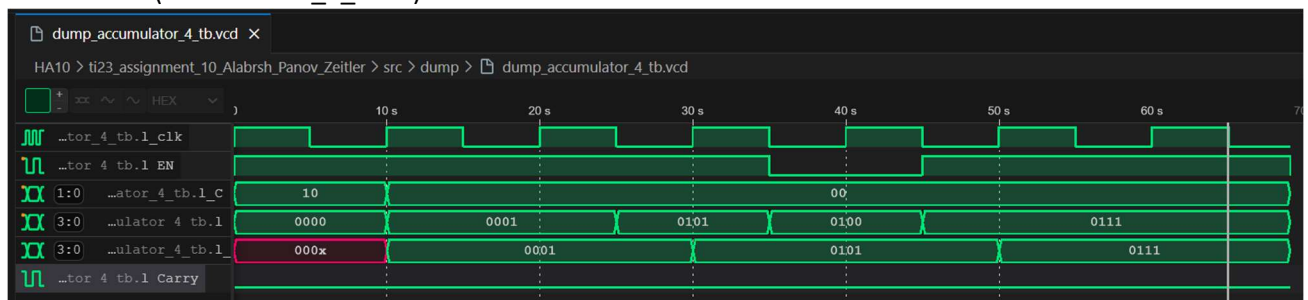 dump_accumulator_4_tb.vcd ×
HA10 > ti23_assignment_10_Alabrsh_Panov_Zeitler > src > dump > dump_accumulator_4_tb.vcd
+ - HEX 10 s 20 s 30 s 40 s 50 s 60 s
…tor_4_tb.l_clk
…tor 4 tb.l EN
1:0 …ator_4_tb.l_C 10 00
3:0 …ulator 4 tb.l 0000 0001 0101 0100 0111
3:0 …ulator_4_tb.l_ 000x 0001 0101 0111
…tor 4 tb.l Carry